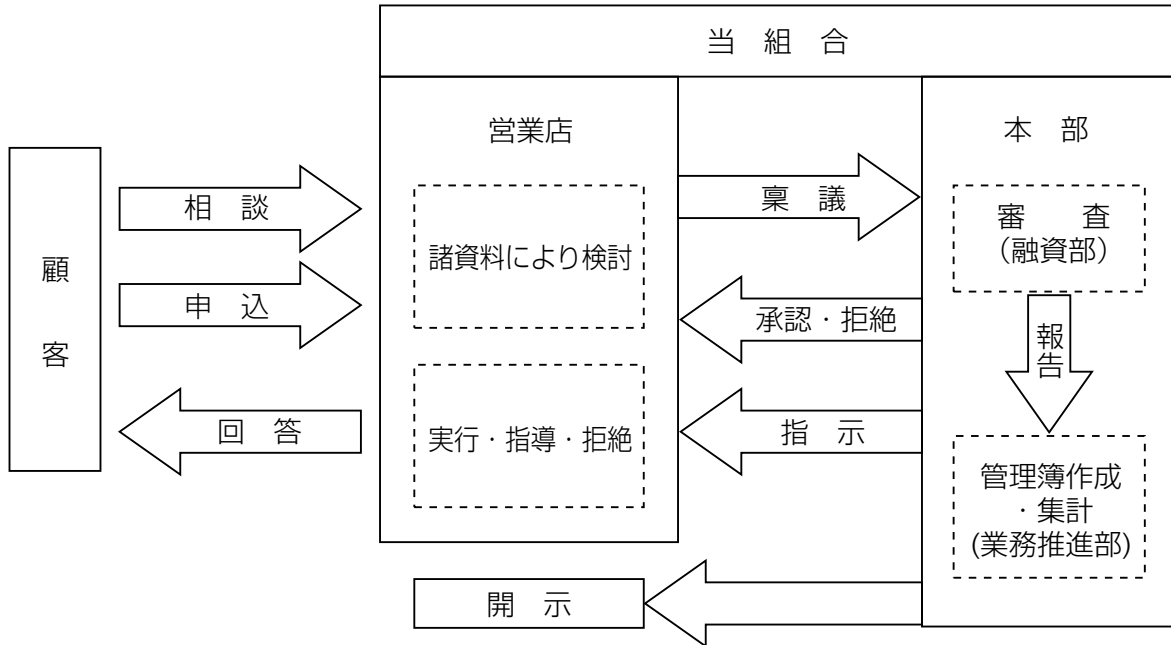 当 組 合
営業店
本 部
顧
客
相 談
申 込
回 答
諸資料により検討
実行・指導・拒絶
稟 議
承認・拒絶
指 示
審 査
（融資部）
報
告
管理簿作成
・集計
(業務推進部)
開 示